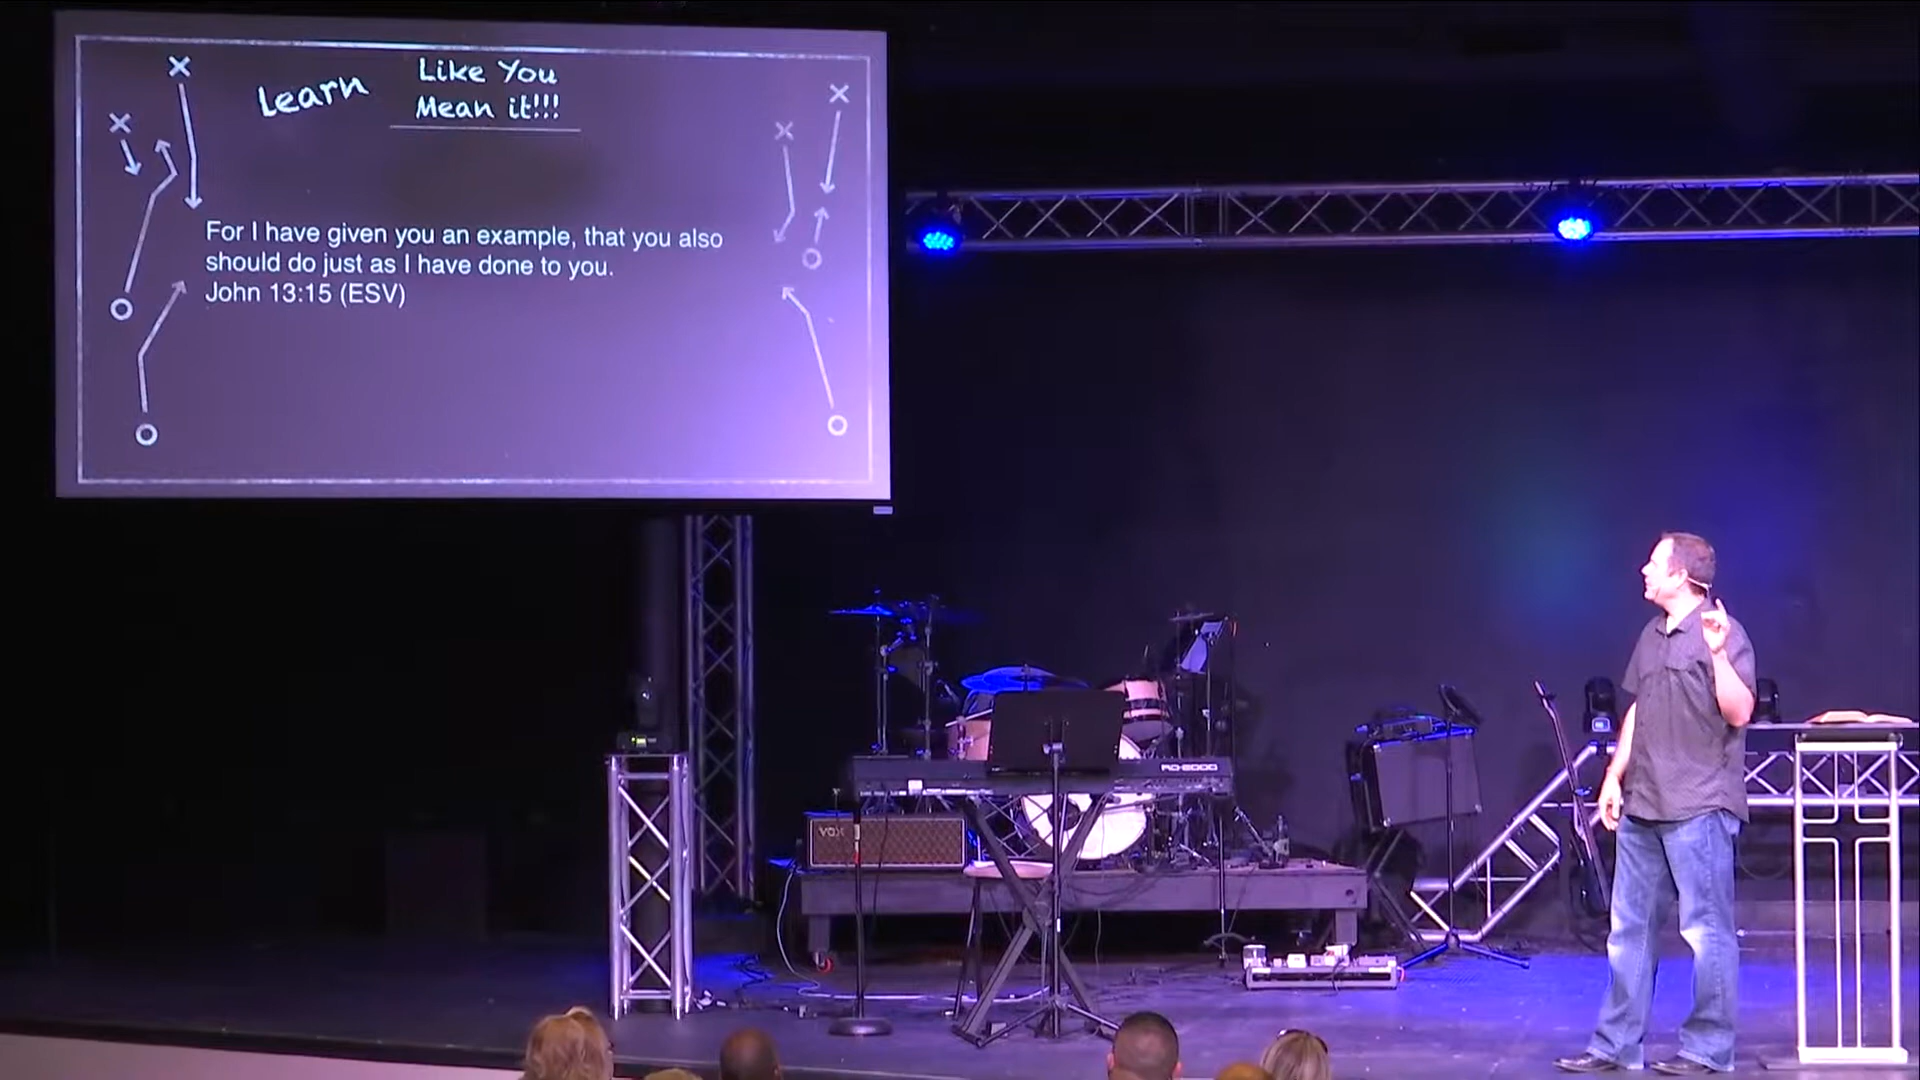 Learn
Like You
Mean it!!!
For I have given you an example, that you also
should do just as I have done to you.
John 13:15 (ESV)
VOX
RD-2000